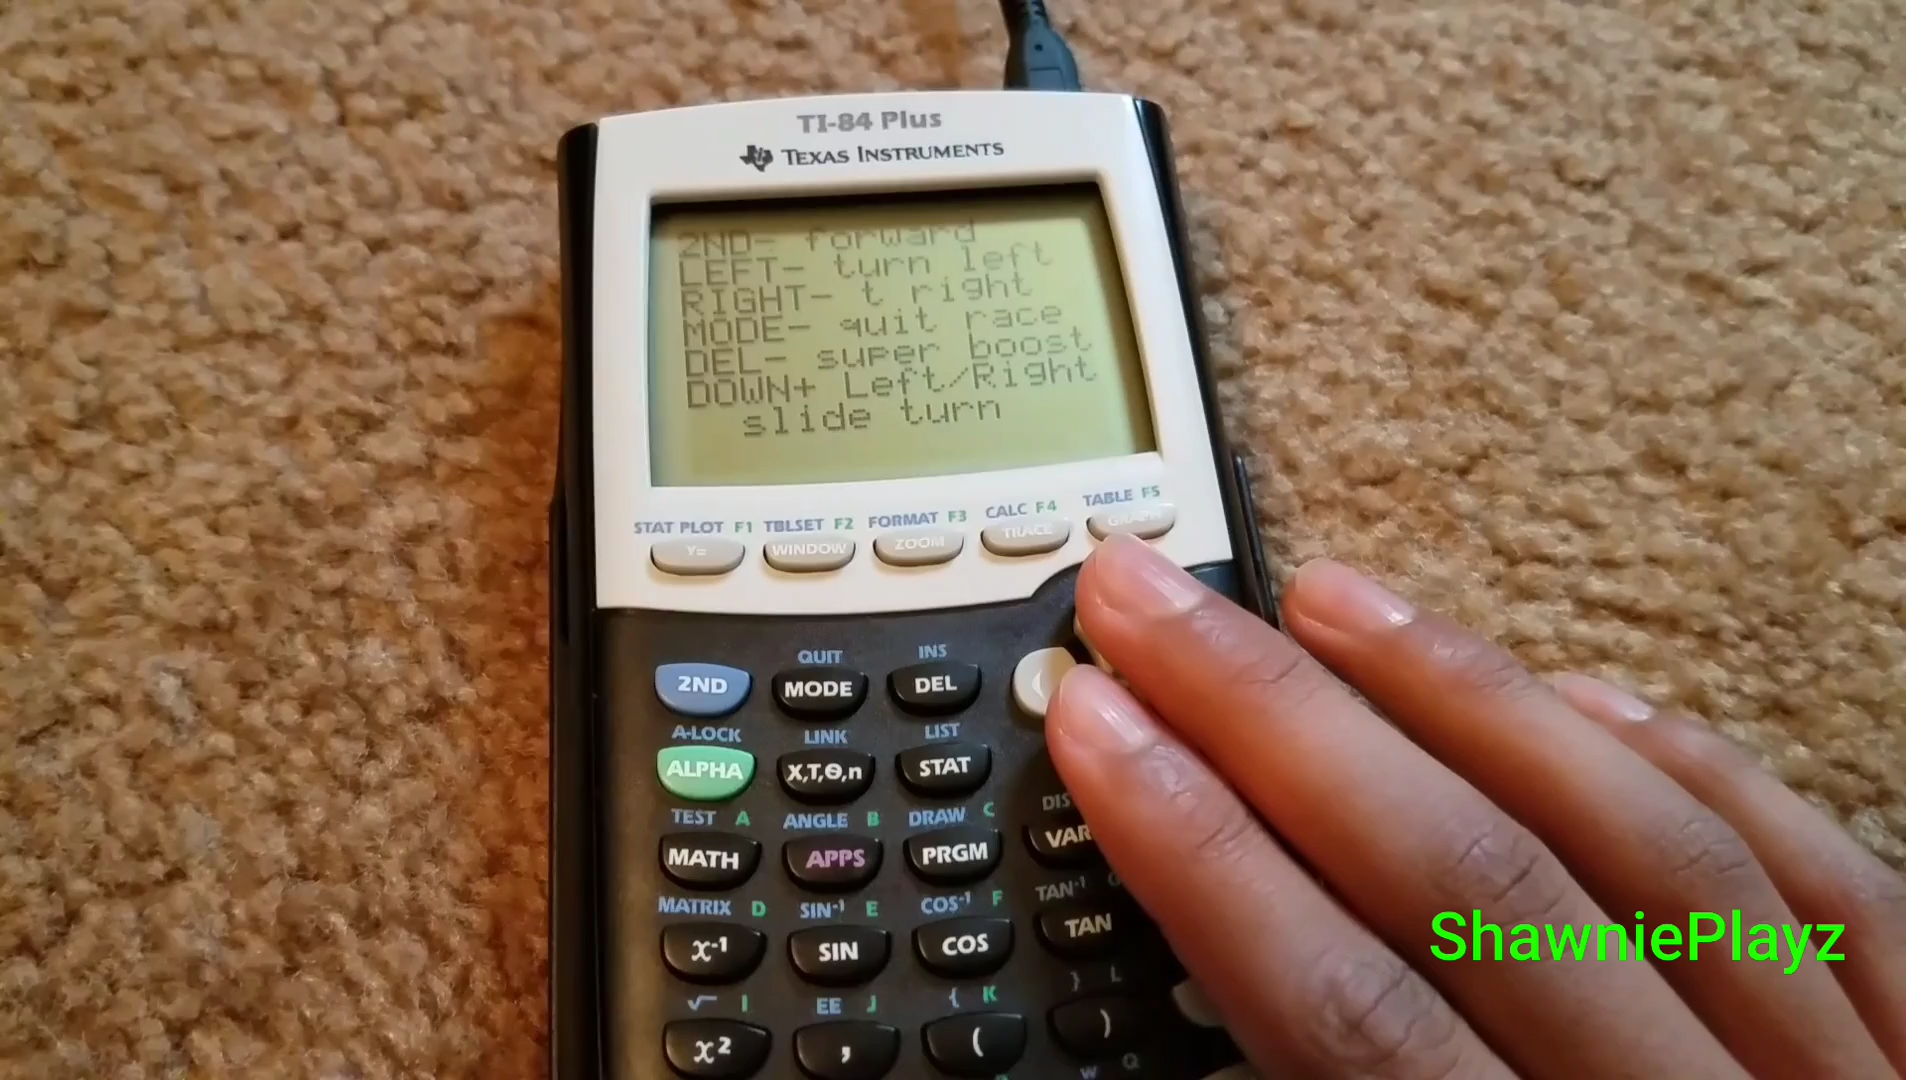 TI-84 Plus
TEXAS INSTRUMENTS
2ND- forward
LEFT- turn left
RIGHT- t right
MODE- quit race
DEL- super boost
DOWN+ Left/Right
slide turn
STAT PLOT F1 TBLSET F2 FORMAT F3 CALC F4 TABLE F5
Y= WINDOW ZOOM TRACE GRAPH
QUIT INS
2ND MODE DEL
A-LOCK LINK LIST
ALPHA X,T,Θ,n STAT
TEST A ANGLE B DRAW C DIS
MATH APPS PRGM VAR
MATRIX D SIN⁻¹ E COS⁻¹ F TAN⁻¹ G
x⁻¹ SIN COS TAN
√ I EE J { K } L
x² , ( )
w Q
ShawniePlayz